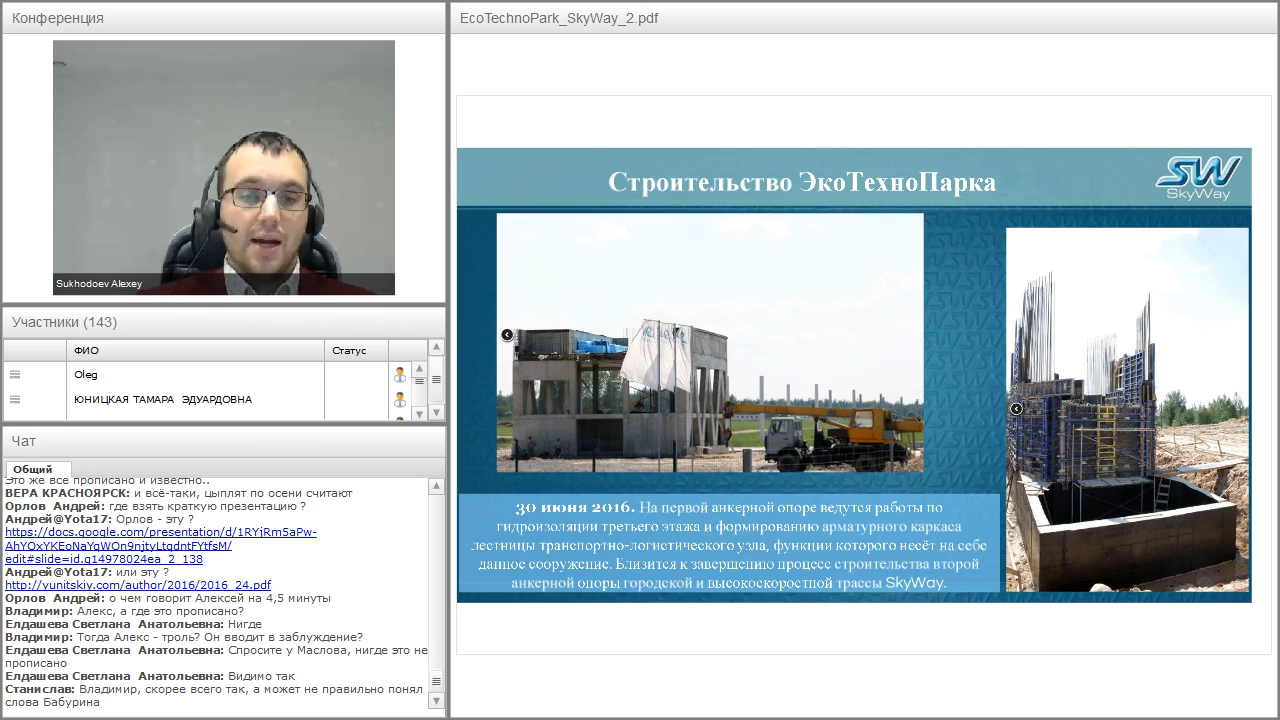 Конференция
Sukhodoev Alexey
Участники (143)
ФИО
Статус
Oleg
ЮНИЦКАЯ ТАМАРА ЭДУАРДОВНА
Чат
Общий
Это же всё прописано и известно..
ВЕРА КРАСНОЯРСК: и всё-таки, цыплят по осени считают
Орлов Андрей: где взять краткую презентацию ?
Андрей@Yota17: Орлов - эту ?
https://docs.google.com/presentation/d/1RYjRm5aPw-
AhYOxYKEoNaYqWOn9njtyLtgdntFYtfsM/
edit#slide=id.g14978024ea_2_138
Андрей@Yota17: или эту ?
http://yunitskiy.com/author/2016/2016_24.pdf
Орлов Андрей: о чем говорит Алексей на 4,5 минуты
Владимир: Алекс, а где это прописано?
Елдашева Светлана Анатольевна: Нигде
Владимир: Тогда Алекс - троль? Он вводит в заблуждение?
Елдашева Светлана Анатольевна: Спросите у Маслова, нигде это не
прописано
Елдашева Светлана Анатольевна: Видимо так
Станислав: Владимир, скорее всего так, а может не правильно понял
слова Бабурина
EcoTechnoPark_SkyWay_2.pdf
Строительство ЭкоТехноПарка
SW
SkyWay
30 июня 2016. На первой анкерной опоре ведутся работы по
гидроизоляции третьего этажа и формированию арматурного каркаса
лестницы транспортно-логистического узла, функции которого несёт на себе
данное сооружение. Близится к завершению процесс строительства второй
анкерной опоры городской и высокоскоростной трассы SkyWay.